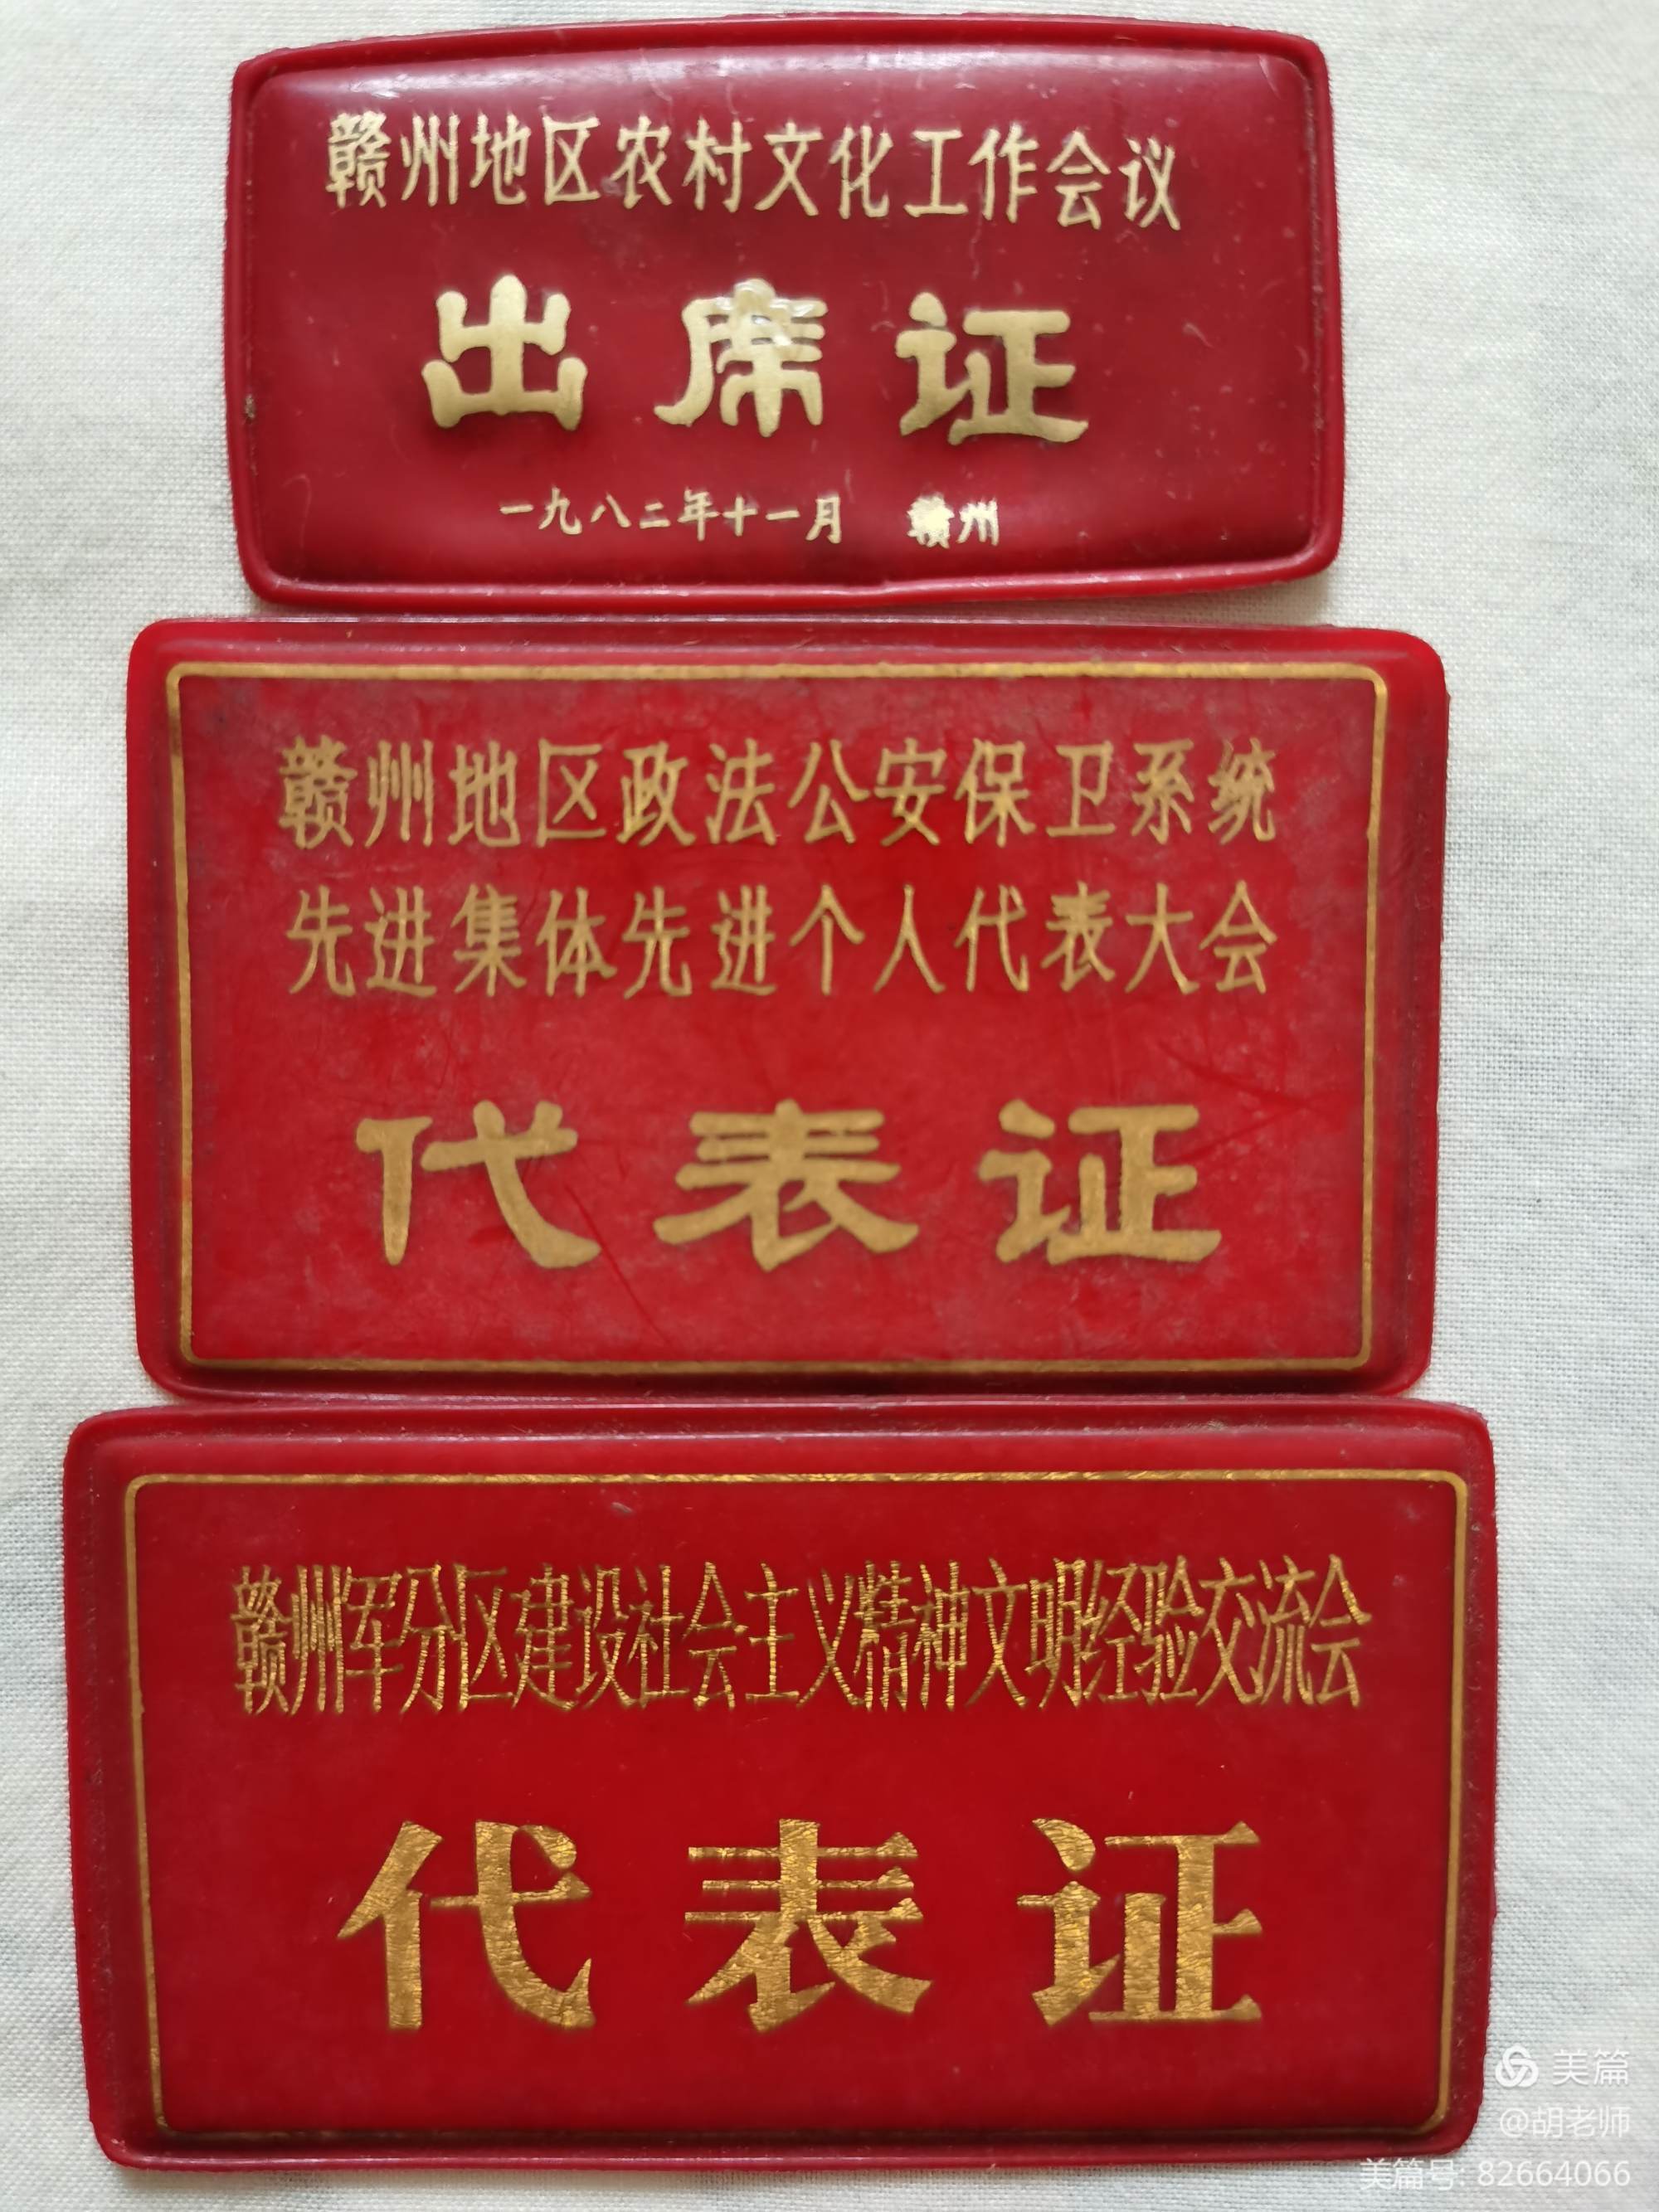 赣州地区农村文化工作会议
出席证
一九八二年十一月 赣州
赣州地区政法公安保卫系统
先进集体先进个人代表大会
代表证
赣州军分区建设社会主义精神文明经验交流会
代表证
美篇
@胡老师
美篇号: 82664066